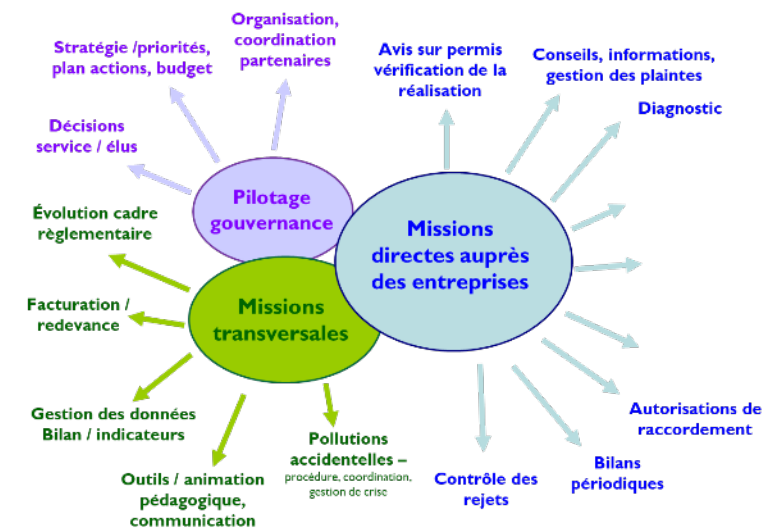 Organisation,
coordination
partenaires
Stratégie /priorités,
plan actions, budget
Décisions
service / élus
Pilotage
gouvernance
Avis sur permis
vérification de la
réalisation
Conseils, informations,
gestion des plaintes
Diagnostic
Missions
directes auprès
des entreprises
Autorisations de
raccordement
Bilans
périodiques
Contrôle des
rejets
Évolution cadre
règlementaire
Facturation /
redevance
Missions
transversales
Gestion des données
Bilan / indicateurs
Outils / animation
pédagogique,
communication
Pollutions
accidentelles –
procédure, coordination,
gestion de crise